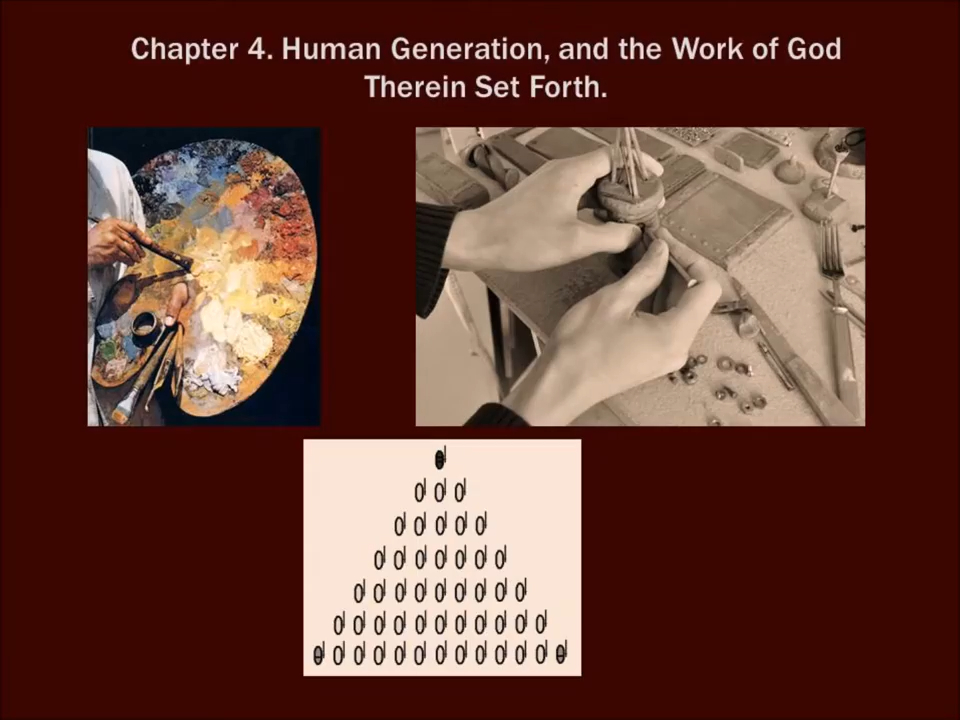 Chapter 4. Human Generation, and the Work of God
Therein Set Forth.